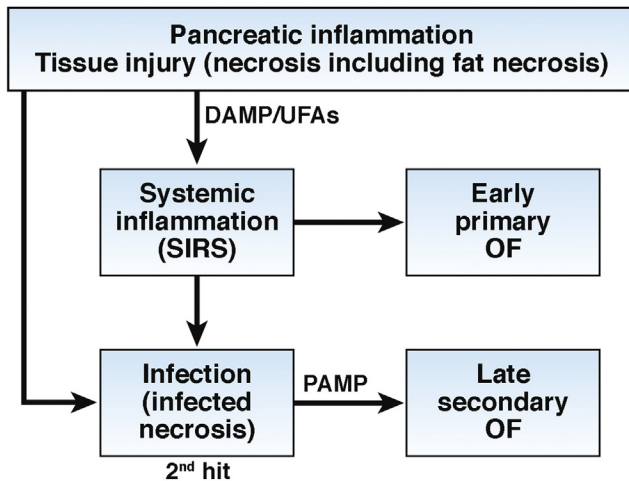 Pancreatic inflammation
Tissue injury (necrosis including fat necrosis)
DAMP/UFAs
Systemic
inflammation
(SIRS)
Early
primary
OF
Infection
(infected
necrosis)
PAMP
Late
secondary
OF
2nd hit